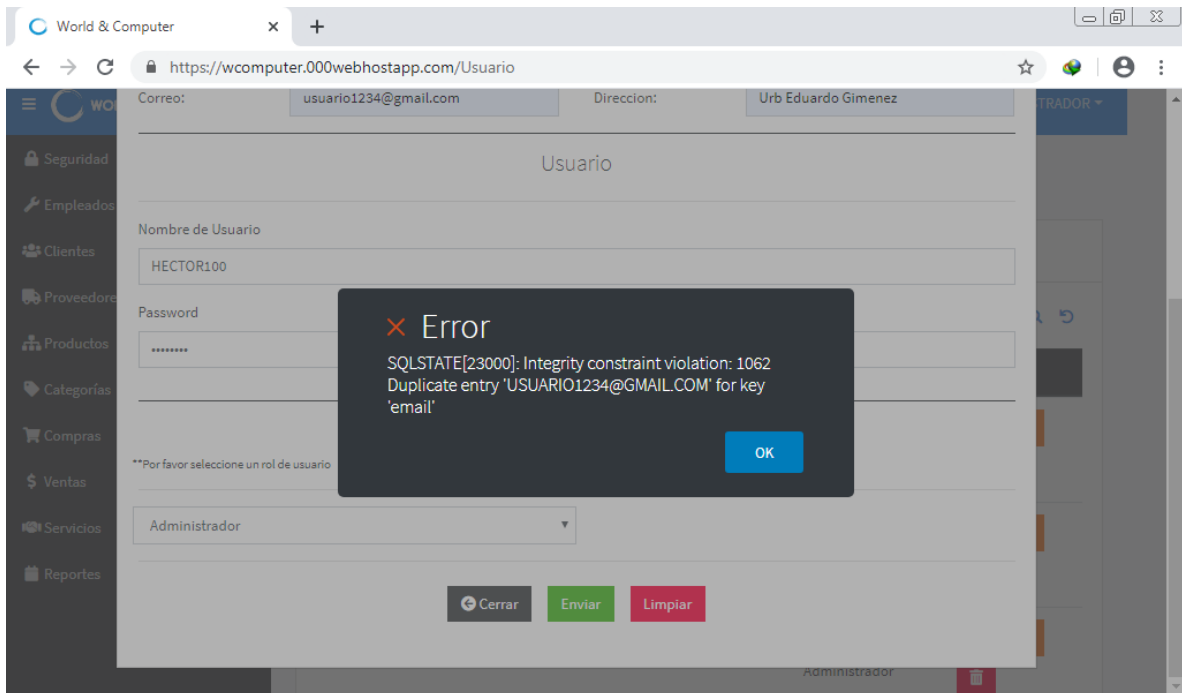 World & Computer
https://wcomputer.000webhostapp.com/Usuario
Correo: usuario1234@gmail.com Direccion: Urb Eduardo Gimenez
Seguridad
Empleados
Clientes
Productos
Categorías
Compras
Ventas
Servicios
Reportes
Usuario
Nombre de Usuario
HECTOR100
Password
••••••••
**Por favor seleccione un rol de usuario
Administrador
Cerrar Enviar Limpiar
Error
SQLSTATE[23000]: Integrity constraint violation: 1062
Duplicate entry 'USUARIO1234@GMAIL.COM' for key
'email'
OK
Administrador